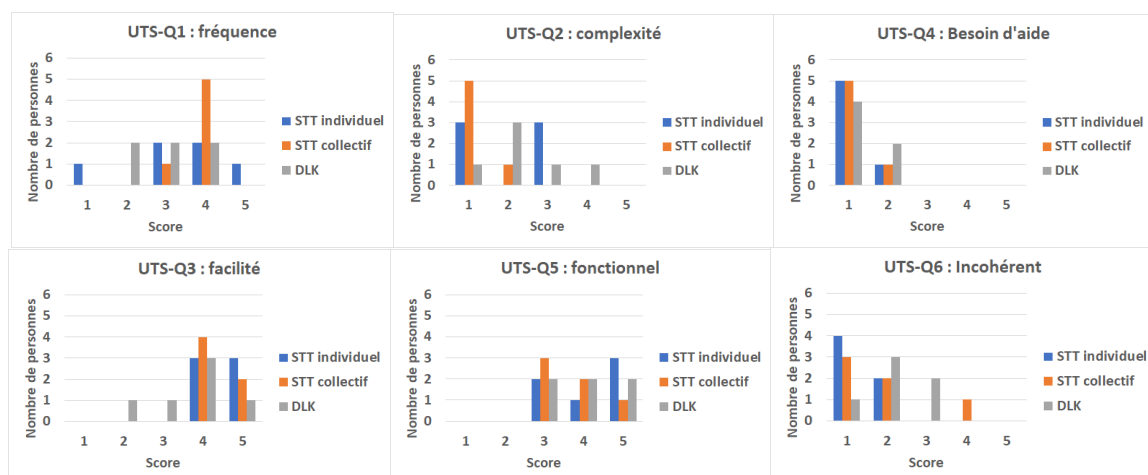 UTS-Q1 : fréquence
Nombre de personnes
6
5
4
3
2
1
0
1 2 3 4 5
Score
STT individuel
STT collectif
DLK
UTS-Q2 : complexité
Nombre de personnes
6
5
4
3
2
1
0
1 2 3 4 5
Score
STT individuel
STT collectif
DLK
UTS-Q4 : Besoin d'aide
Nombre de personnes
6
5
4
3
2
1
0
1 2 3 4 5
Score
STT individuel
STT collectif
DLK
UTS-Q3 : facilité
Nombre de personnes
6
5
4
3
2
1
0
1 2 3 4 5
Score
STT individuel
STT collectif
DLK
UTS-Q5 : fonctionnel
Nombre de personnes
6
5
4
3
2
1
0
1 2 3 4 5
Score
STT individuel
STT collectif
DLK
UTS-Q6 : Incohérent
Nombre de personnes
6
5
4
3
2
1
0
1 2 3 4 5
Score
STT individuel
STT collectif
DLK